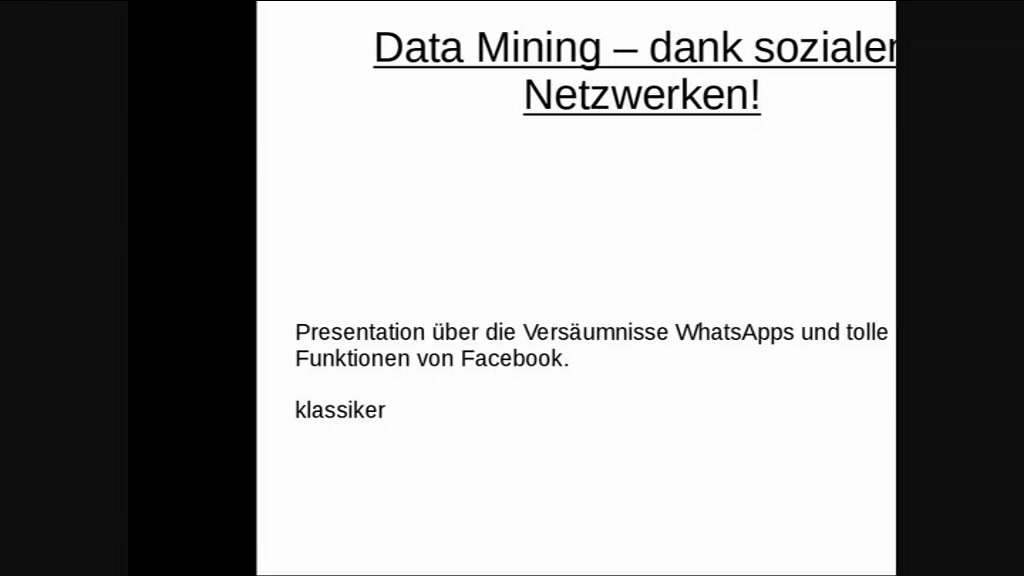 Data Mining – dank sozialer
Netzwerken!
Presentation über die Versäumnisse WhatsApps und tolle
Funktionen von Facebook.
klassiker